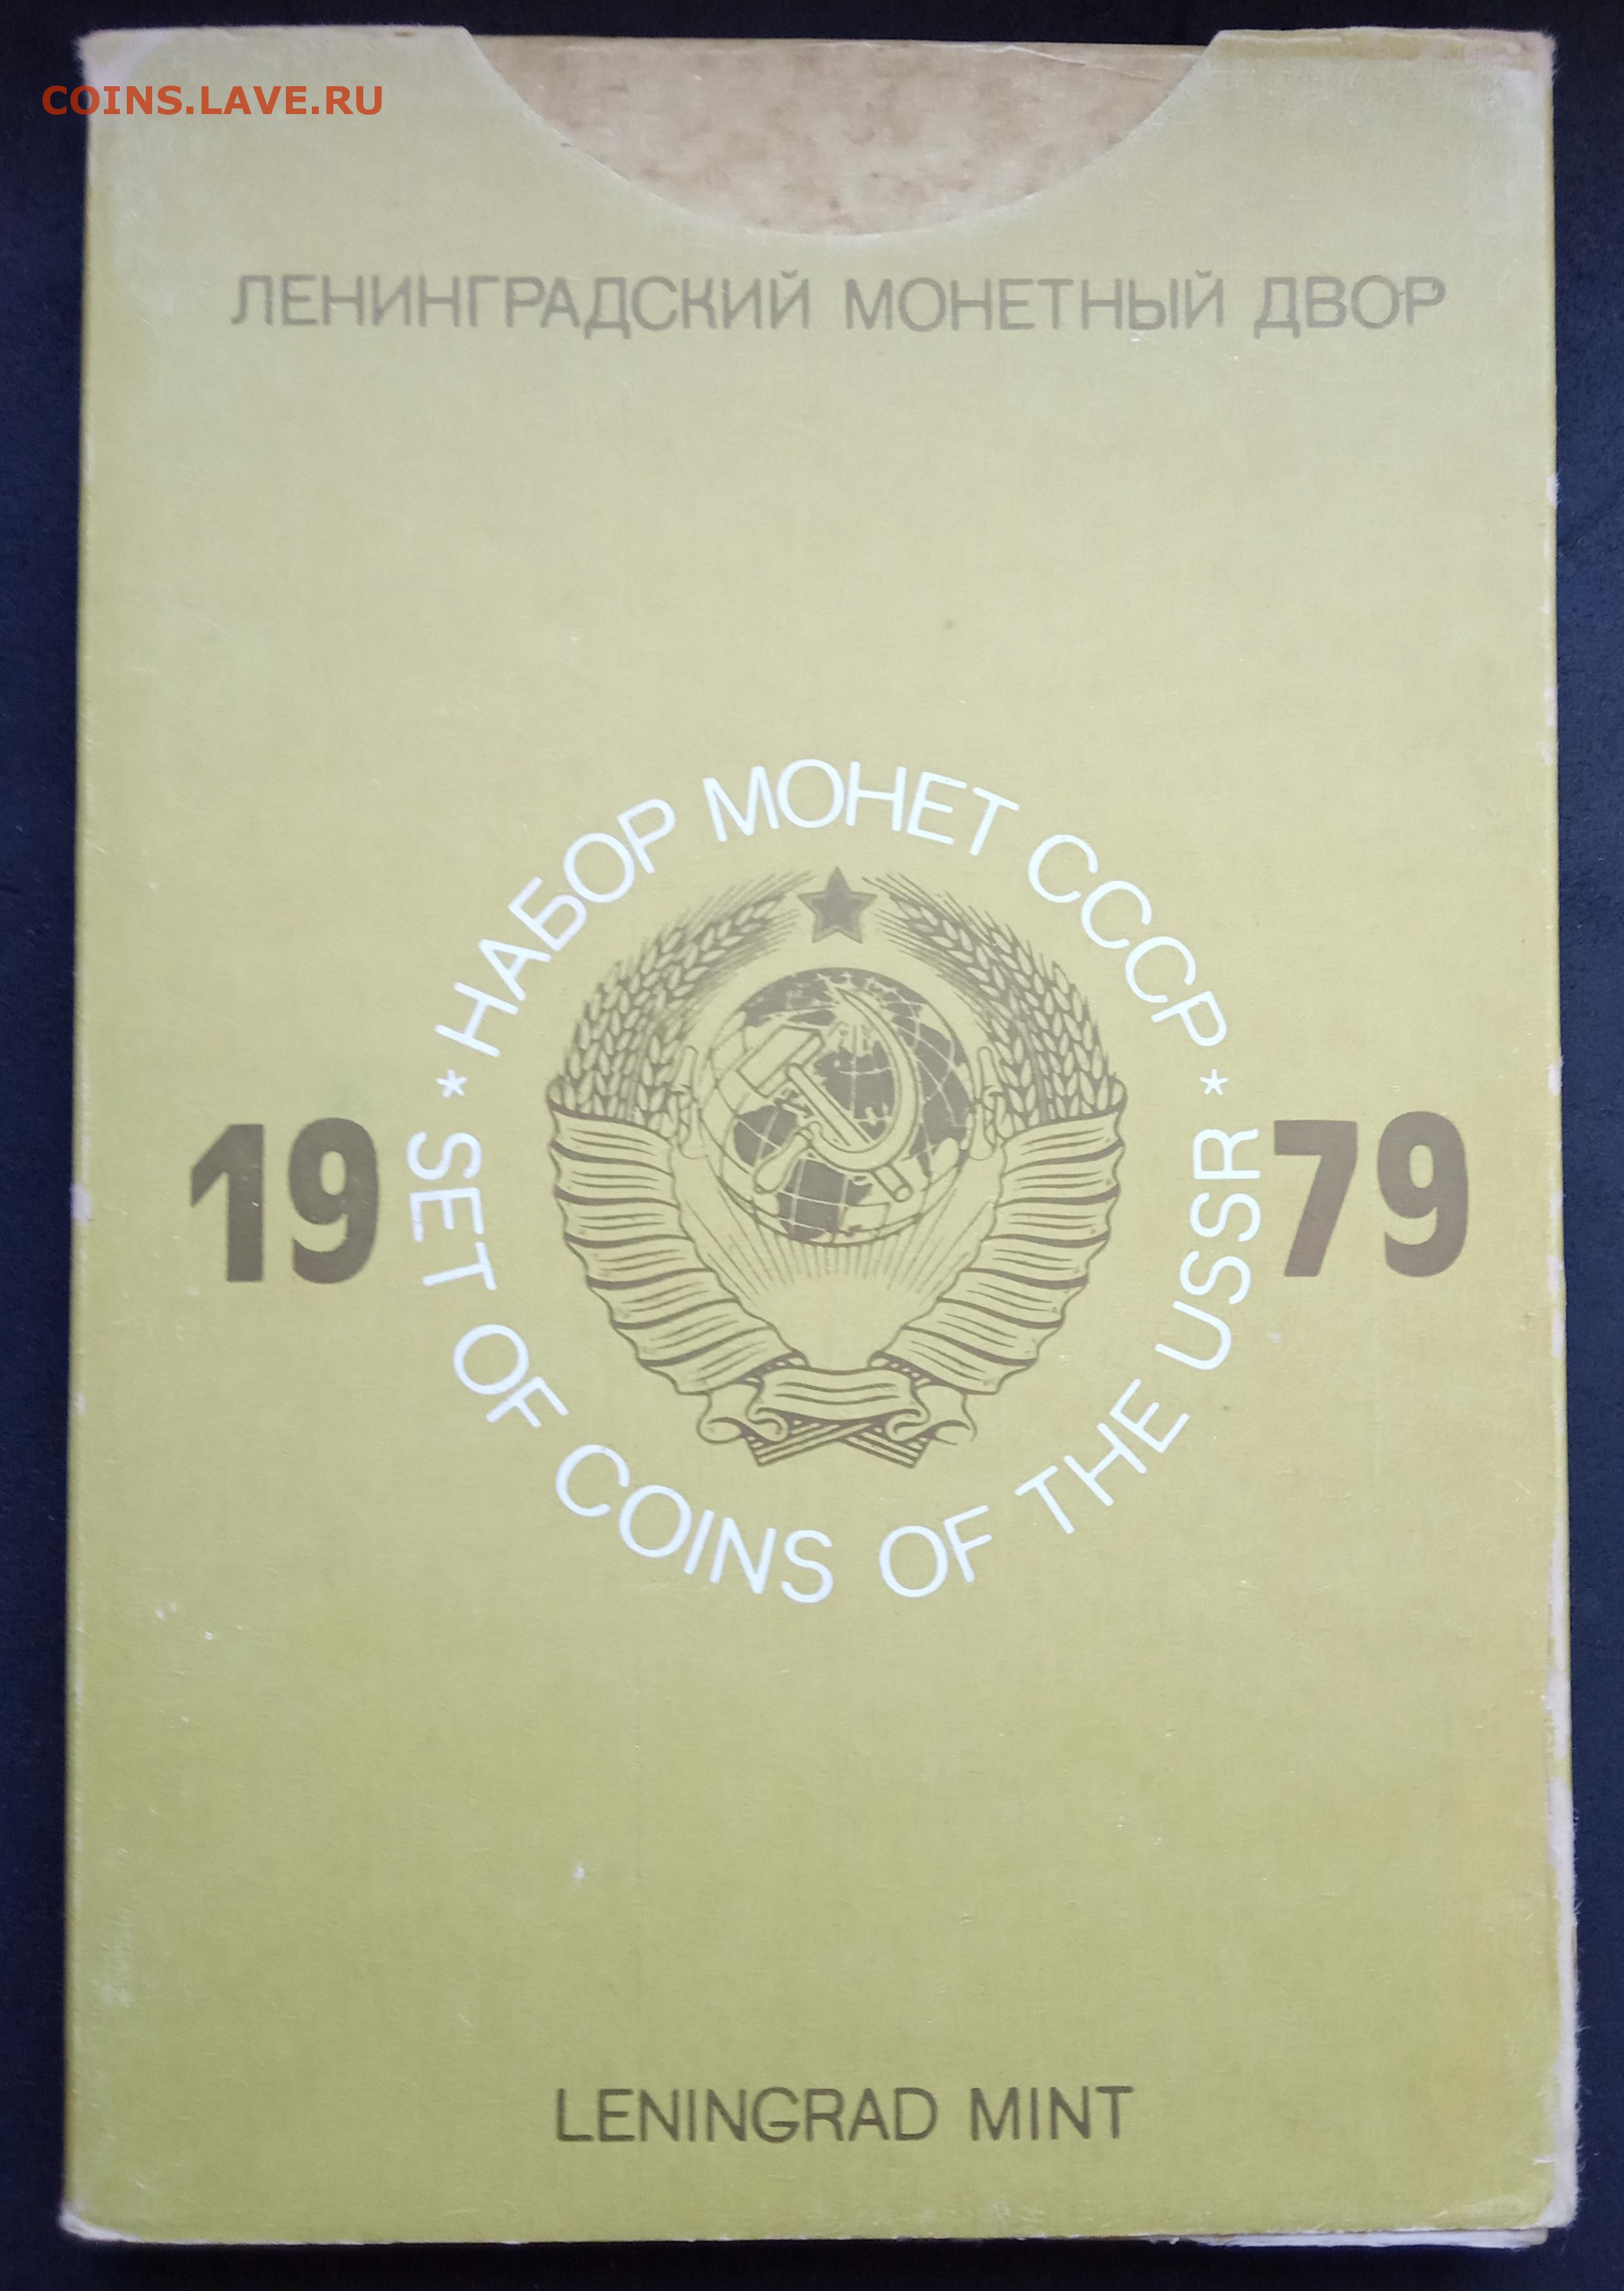 COINS.LAVE.RU
ЛЕНИНГРАДСКИЙ МОНЕТНЫЙ ДВОР
* НАБОР МОНЕТ СССР *
19 79
SET OF COINS OF THE USSR
LENINGRAD MINT